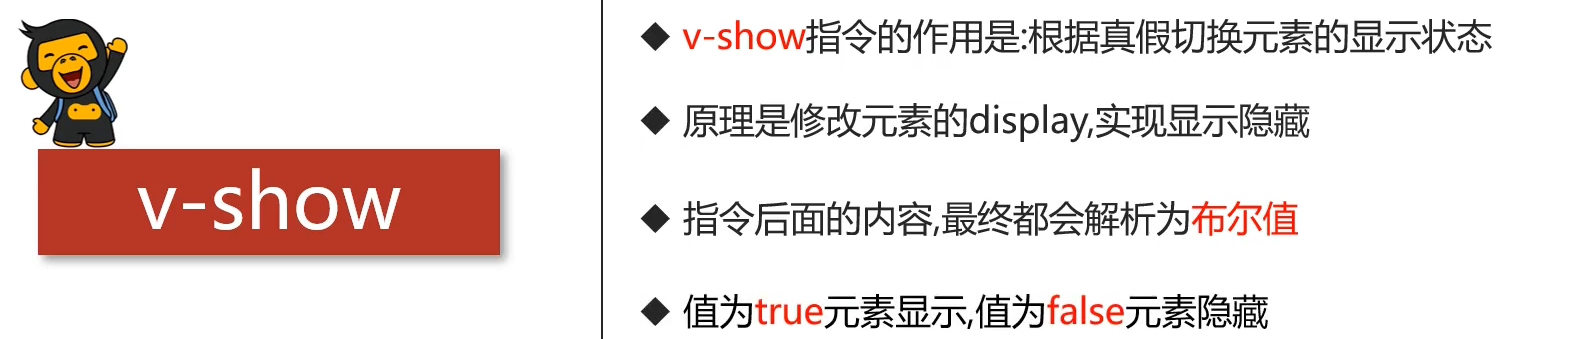 v-show
v-show指令的作用是:根据真假切换元素的显示状态
原理是修改元素的display,实现显示隐藏
指令后面的内容,最终都会解析为布尔值
值为true元素显示,值为false元素隐藏